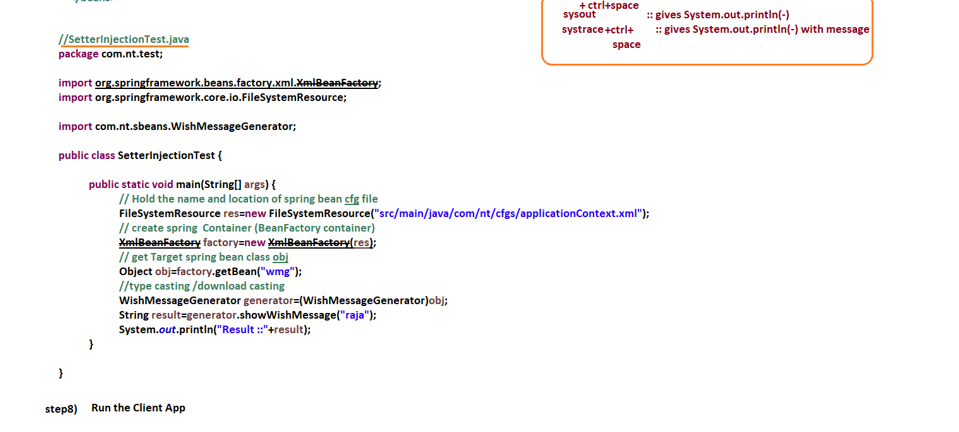 + ctrl+space
sysout :: gives System.out.println(-)
systrace+ctrl+ :: gives System.out.println(-) with message
space
//SetterInjectionTest.java
package com.nt.test;
import org.springframework.beans.factory.xml.XmlBeanFactory;
import org.springframework.core.io.FileSystemResource;
import com.nt.sbeans.WishMessageGenerator;
public class SetterInjectionTest {
public static void main(String[] args) {
// Hold the name and location of spring bean cfg file
FileSystemResource res=new FileSystemResource("src/main/java/com/nt/cfgs/applicationContext.xml");
// create spring Container (BeanFactory container)
XmlBeanFactory factory=new XmlBeanFactory(res);
// get Target spring bean class obj
Object obj=factory.getBean("wmg");
//type casting /download casting
WishMessageGenerator generator=(WishMessageGenerator)obj;
String result=generator.showWishMessage("raja");
System.out.println("Result ::"+result);
}
}
step8) Run the Client App